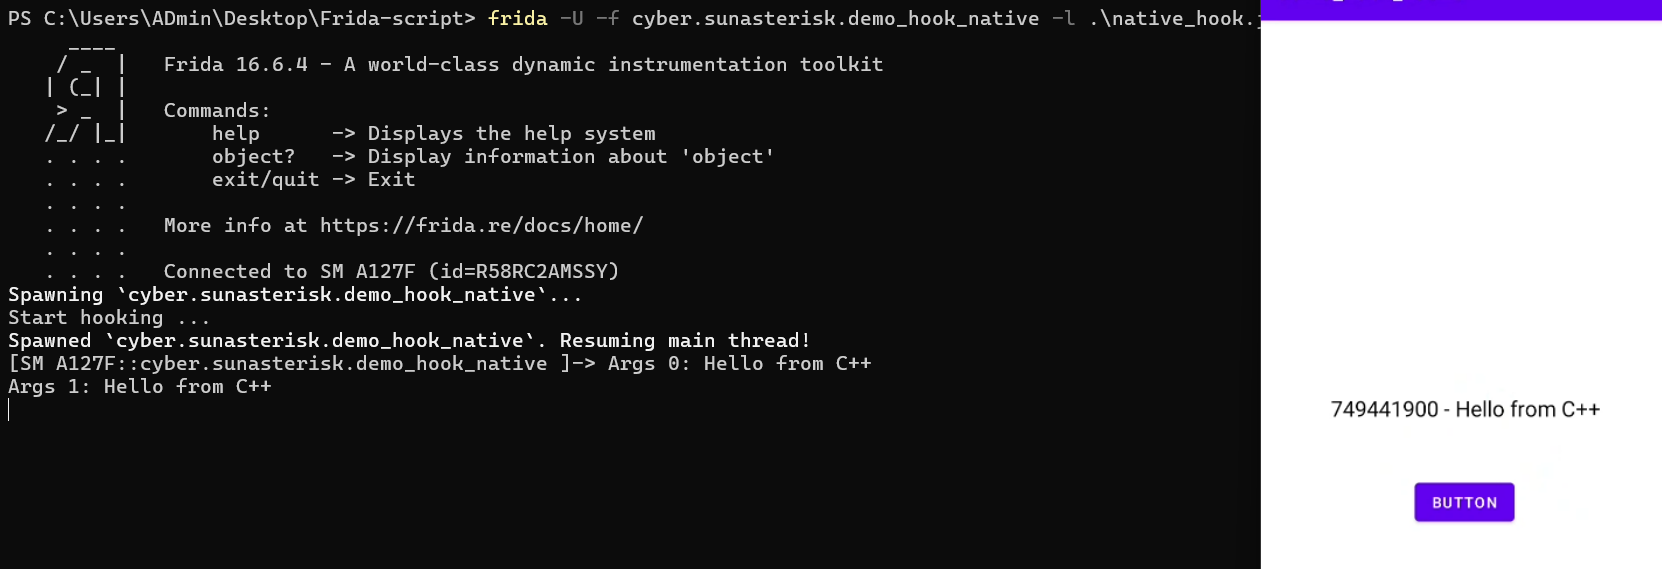 PS C:\Users\ADmin\Desktop\Frida-script> frida -U -f cyber.sunasterisk.demo_hook_native -l .\native_hook.j
     ____
    / _  |   Frida 16.6.4 - A world-class dynamic instrumentation toolkit
   | (_| |
    > _  |   Commands:
   /_/ |_|       help      -> Displays the help system
   . . . .       object?   -> Display information about 'object'
   . . . .       exit/quit -> Exit
   . . . .
   . . . .   More info at https://frida.re/docs/home/
   . . . .
   . . . .   Connected to SM A127F (id=R58RC2AMSSY)
Spawning `cyber.sunasterisk.demo_hook_native`...
Start hooking ...
Spawned `cyber.sunasterisk.demo_hook_native`. Resuming main thread!
[SM A127F::cyber.sunasterisk.demo_hook_native ]-> Args 0: Hello from C++
Args 1: Hello from C++
749441900 - Hello from C++
BUTTON